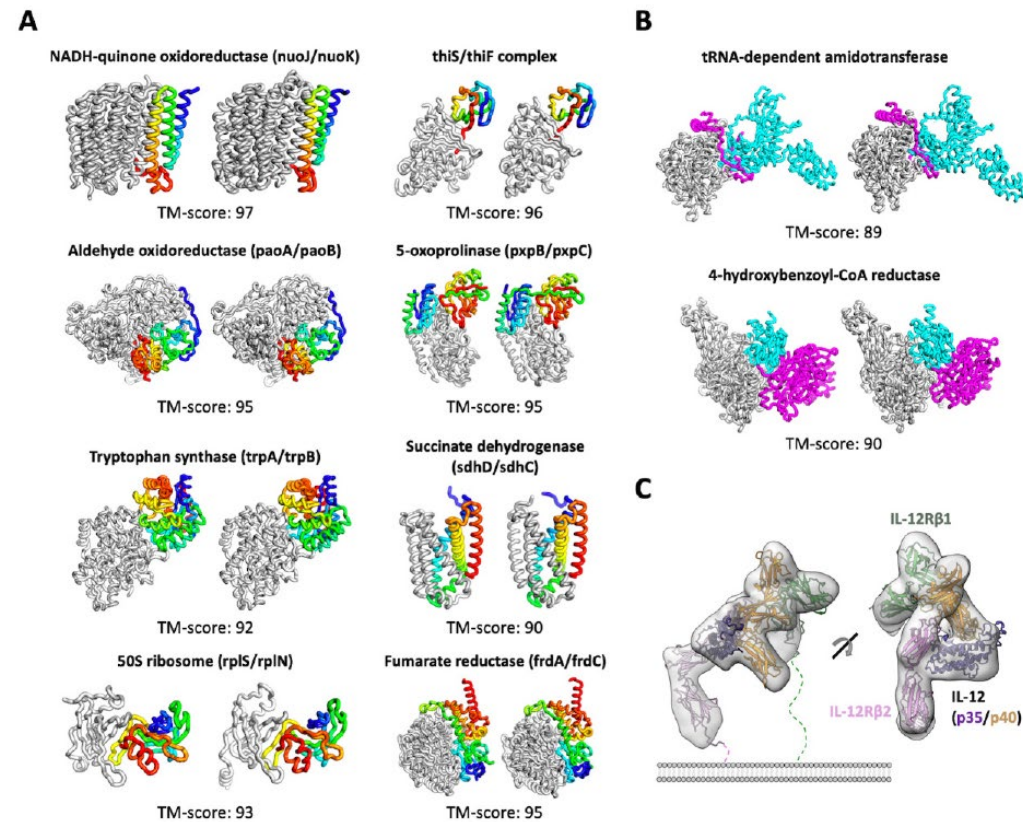 A
NADH-quinone oxidoreductase (nuoJ/nuoK)
TM-score: 97
thiS/thiF complex
TM-score: 96
Aldehyde oxidoreductase (paoA/paoB)
TM-score: 95
5-oxoprolinase (pxpB/pxpC)
TM-score: 95
Tryptophan synthase (trpA/trpB)
TM-score: 92
Succinate dehydrogenase
(sdhD/sdhC)
TM-score: 90
50S ribosome (rplS/rplN)
TM-score: 93
Fumarate reductase (frdA/frdC)
TM-score: 95
B
tRNA-dependent amidotransferase
TM-score: 89
4-hydroxybenzoyl-CoA reductase
TM-score: 90
C
IL-12Rβ1
IL-12Rβ2
IL-12
(p35/p40)